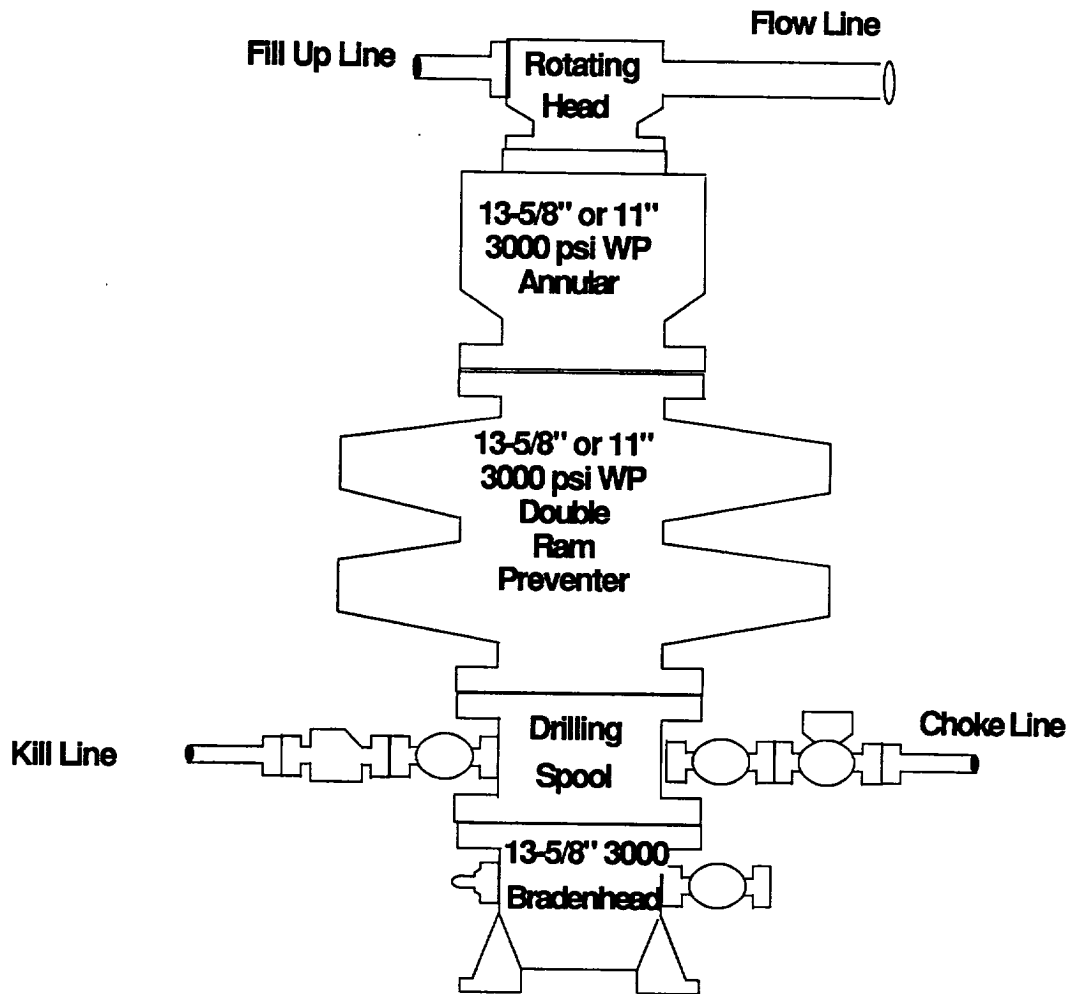 Flow Line
Fill Up Line
Rotating
Head
13-5/8" or 11"
3000 psi WP
Annular
13-5/8" or 11"
3000 psi WP
Double
Ram
Preventer
Kill Line
Drilling
Spool
Choke Line
13-5/8" 3000
Bradenhead